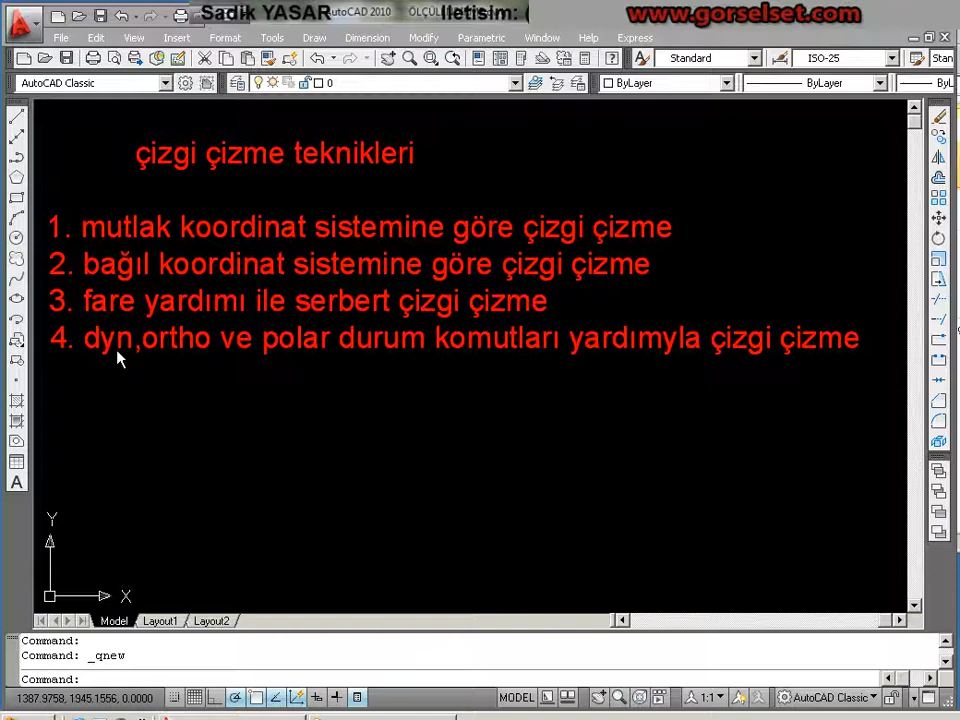 Sadik YASAR
AutoCAD 2010
ÖLÇÜL
iletisim: (
www.gorselset.com
File Edit View Insert Format Tools Draw Dimension Modify Parametric Window Help Express
Standard ISO-25 Stan
AutoCAD Classic 0 ByLayer ByLayer ByLay
çizgi çizme teknikleri
1. mutlak koordinat sistemine göre çizgi çizme
2. bağıl koordinat sistemine göre çizgi çizme
3. fare yardımı ile serbert çizgi çizme
4. dyn,ortho ve polar durum komutları yardımyla çizgi çizme
Y
X
Model Layout1 Layout2
Command:
Command: _qnew
Command:
1387.9758, 1945.1556, 0.0000 MODEL 1:1 AutoCAD Classic